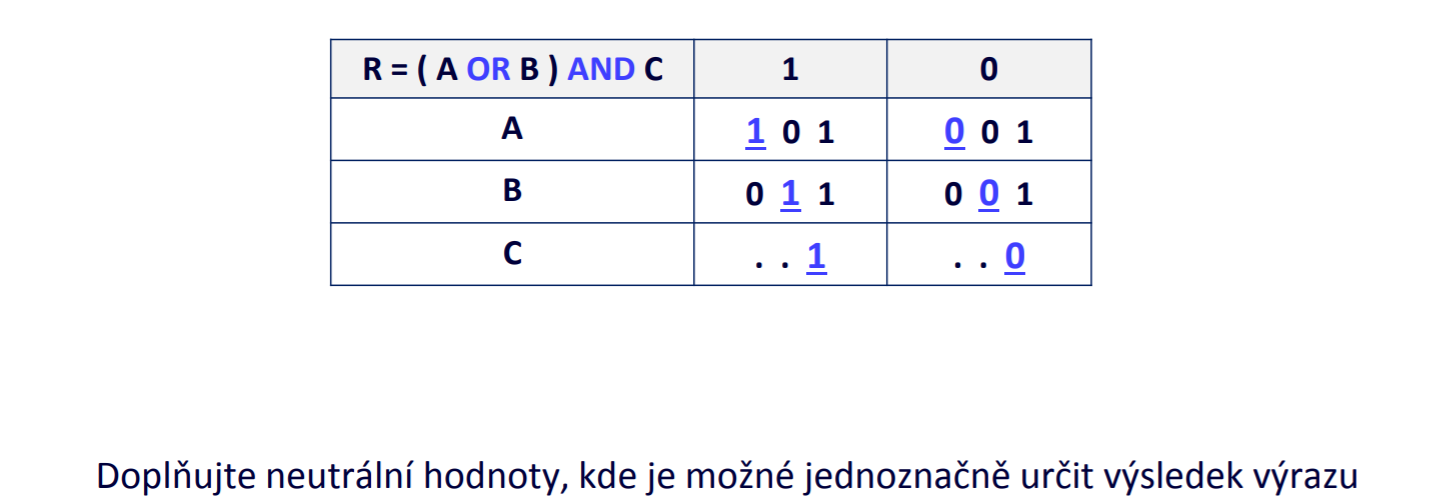 R = ( A OR B ) AND C 1 0
A 1 0 1 0 0 1
B 0 1 1 0 0 1
C . . 1 . . 0
Doplňujte neutrální hodnoty, kde je možné jednoznačně určit výsledek výrazu